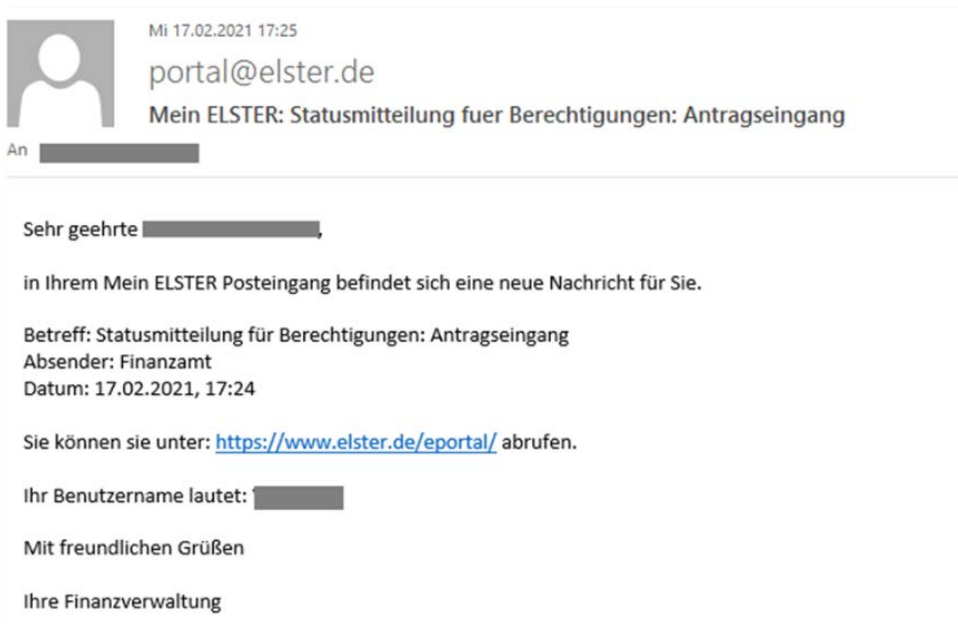 Mi 17.02.2021 17:25
portal@elster.de
Mein ELSTER: Statusmitteilung fuer Berechtigungen: Antragseingang
An
Sehr geehrte ,
in Ihrem Mein ELSTER Posteingang befindet sich eine neue Nachricht für Sie.
Betreff: Statusmitteilung für Berechtigungen: Antragseingang
Absender: Finanzamt
Datum: 17.02.2021, 17:24
Sie können sie unter: https://www.elster.de/eportal/ abrufen.
Ihr Benutzername lautet:
Mit freundlichen Grüßen
Ihre Finanzverwaltung